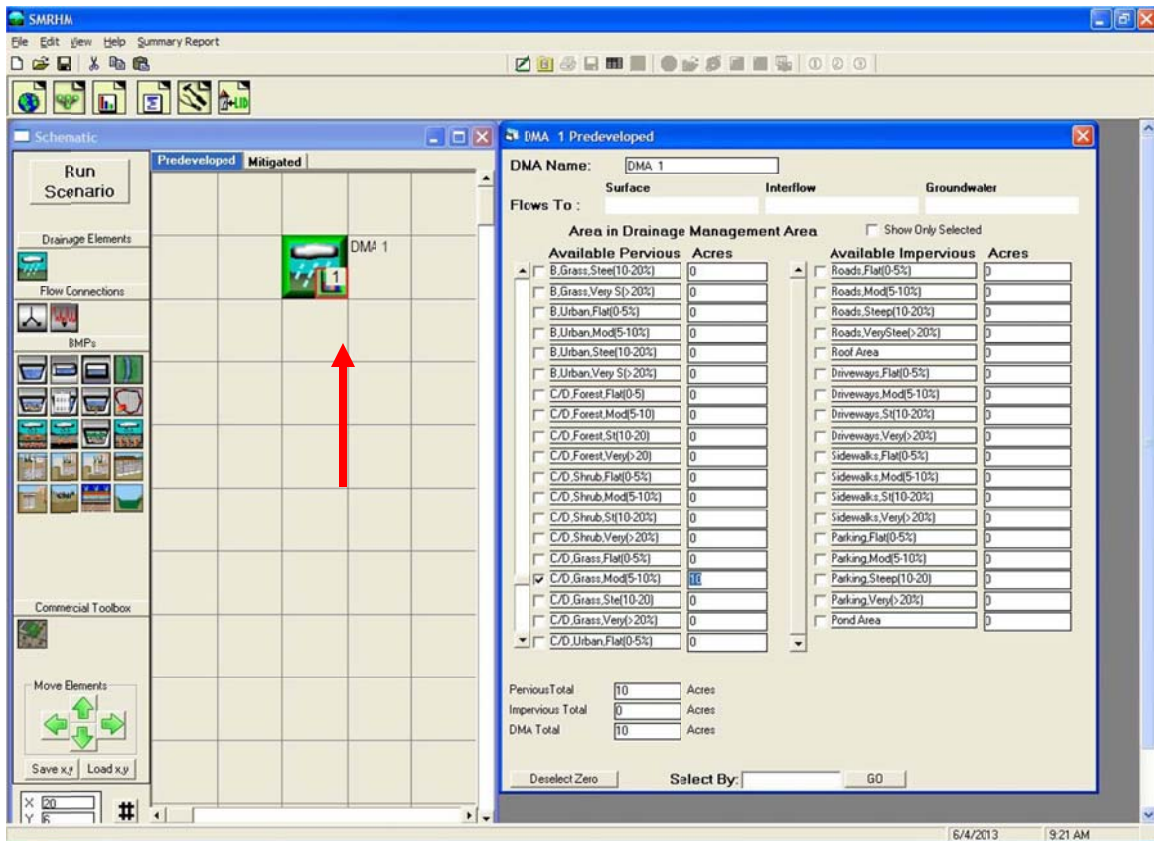 SMRHM
File Edit View Help Summary Report
Schematic
Run Scenario
Predeveloped Mitigated
Drainage Elements
Flow Connections
BMPs
Commercial Toolbox
Move Elements
Save x,y Load x,y
X 20
Y 6
#
DMA 1
1
DMA 1 Predeveloped
DMA Name: DMA 1
Surface Interflow Groundwater
Flows To :
Area in Drainage Management Area Show Only Selected
Available Pervious Acres Available Impervious Acres
B,Grass,Stee(10-20%) 0 Roads,Flat(0-5%) 0
B,Grass,Very S(>20%) 0 Roads,Mod(5-10%) 0
B,Urban,Flat(0-5%) 0 Roads,Steep(10-20%) 0
B,Urban,Mod(5-10%) 0 Roads,VeryStee(>20%) 0
B,Urban,Stee(10-20%) 0 Roof Area 0
B,Urban,Very S(>20%) 0 Driveways,Flat(0-5%) 0
C/D,Forest,Flat(0-5) 0 Driveways,Mod(5-10%) 0
C/D,Forest,Mod(5-10) 0 Driveways,St(10-20%) 0
C/D,Forest,St(10-20) 0 Driveways,Very(>20%) 0
C/D,Forest,Very(>20) 0 Sidewalks,Flat(0-5%) 0
C/D,Shrub,Flat(0-5%) 0 Sidewalks,Mod(5-10%) 0
C/D,Shrub,Mod(5-10%) 0 Sidewalks,St(10-20%) 0
C/D,Shrub,St(10-20%) 0 Sidewalks,Very(>20%) 0
C/D,Shrub,Very(>20%) 0 Parking,Flat(0-5%) 0
C/D,Grass,Flat(0-5%) 0 Parking,Mod(5-10%) 0
C/D,Grass,Mod(5-10%) 10 Parking,Steep(10-20) 0
C/D,Grass,Ste(10-20) 0 Parking,Very(>20%) 0
C/D,Grass,Very(>20%) 0 Pond Area 0
C/D,Urban,Flat(0-5%) 0
PerviousTotal 10 Acres
Impervious Total 0 Acres
DMA Total 10 Acres
Deselect Zero Select By: GO
6/4/2013 9:21 AM